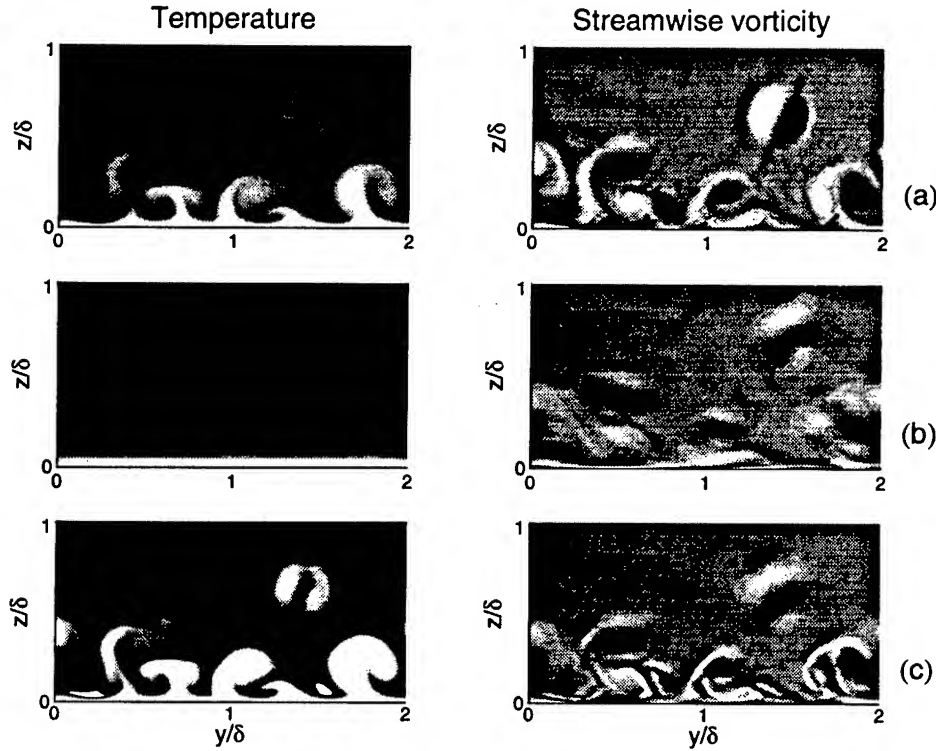 Temperature Streamwise vorticity
1 1
z/δ z/δ
(a)
0 0
0 1 2 0 1 2
1 1
z/δ z/δ
(b)
0 0
0 1 2 0 1 2
1 1
z/δ z/δ
(c)
0 0
0 1 2 0 1 2
y/δ y/δ